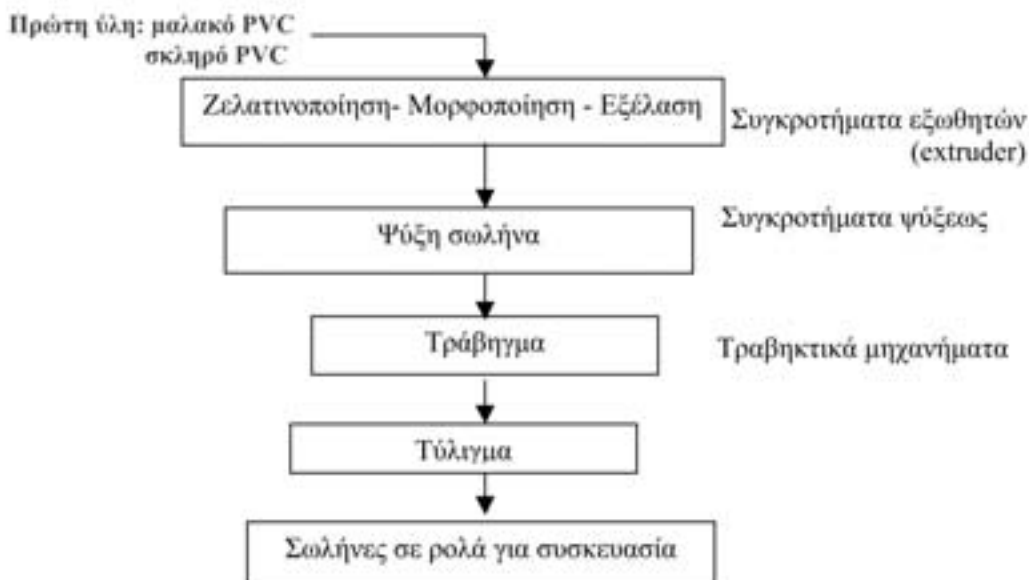 Πρώτη ύλη: μαλακό PVC
σκληρό PVC
Ζελατινοποίηση- Μορφοποίηση - Εξέλαση
Συγκροτήματα εξωθητών
(extruder)
Ψύξη σωλήνα
Συγκροτήματα ψύξεως
Τράβηγμα
Τραβηκτικά μηχανήματα
Τύλιγμα
Σωλήνες σε ρολά για συσκευασία